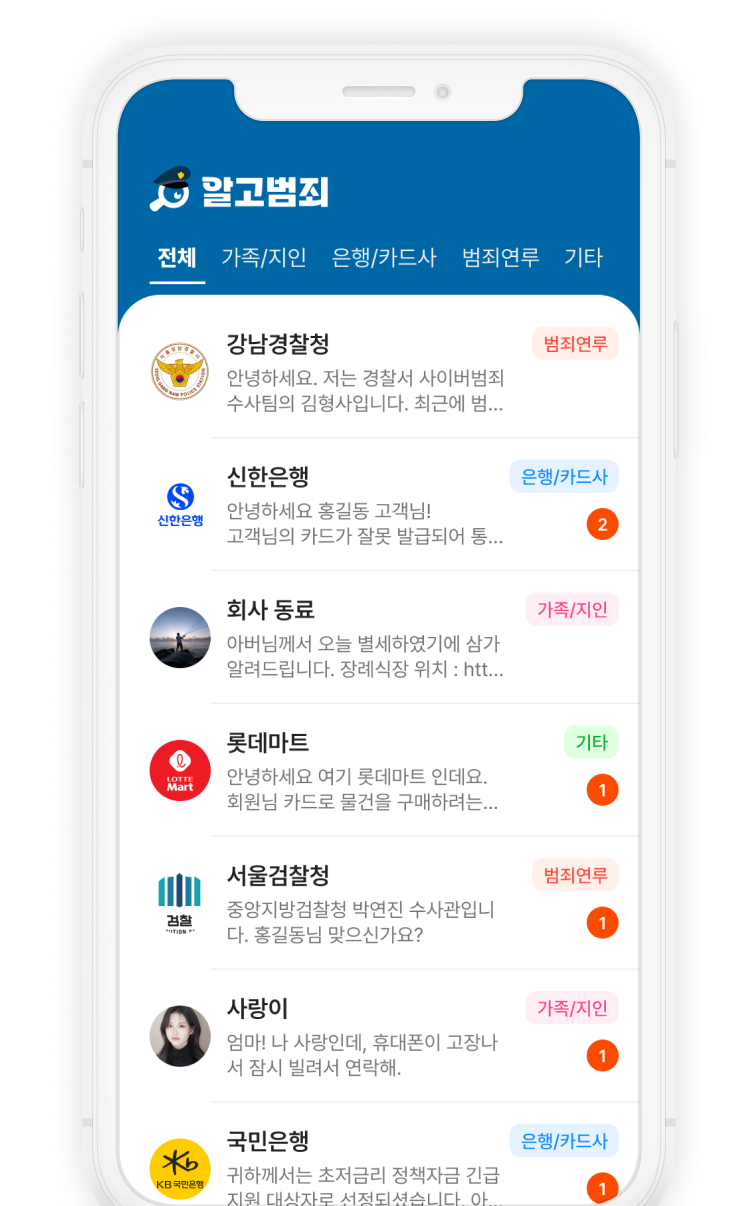 알고범죄
전체 가족/지인 은행/카드사 범죄연루 기타
강남경찰청 범죄연루
안녕하세요. 저는 경찰서 사이버범죄
수사팀의 김형사입니다. 최근에 범...
신한은행 은행/카드사
안녕하세요 홍길동 고객님!
고객님의 카드가 잘못 발급되어 통...
2
신한은행
회사 동료 가족/지인
아버님께서 오늘 별세하였기에 삼가
알려드립니다. 장례식장 위치 : htt...
롯데마트 기타
안녕하세요 여기 롯데마트 인데요.
회원님 카드로 물건을 구매하려는...
1
LOTTE
Mart
서울검찰청 범죄연루
중앙지방검찰청 박연진 수사관입니
다. 홍길동님 맞으신가요?
1
검찰
사랑이 가족/지인
엄마! 나 사랑인데, 휴대폰이 고장나
서 잠시 빌려서 연락해.
1
국민은행 은행/카드사
귀하께서는 초저금리 정책자금 긴급
지원 대상자로 선정되셨습니다. 아...
1
KB국민은행